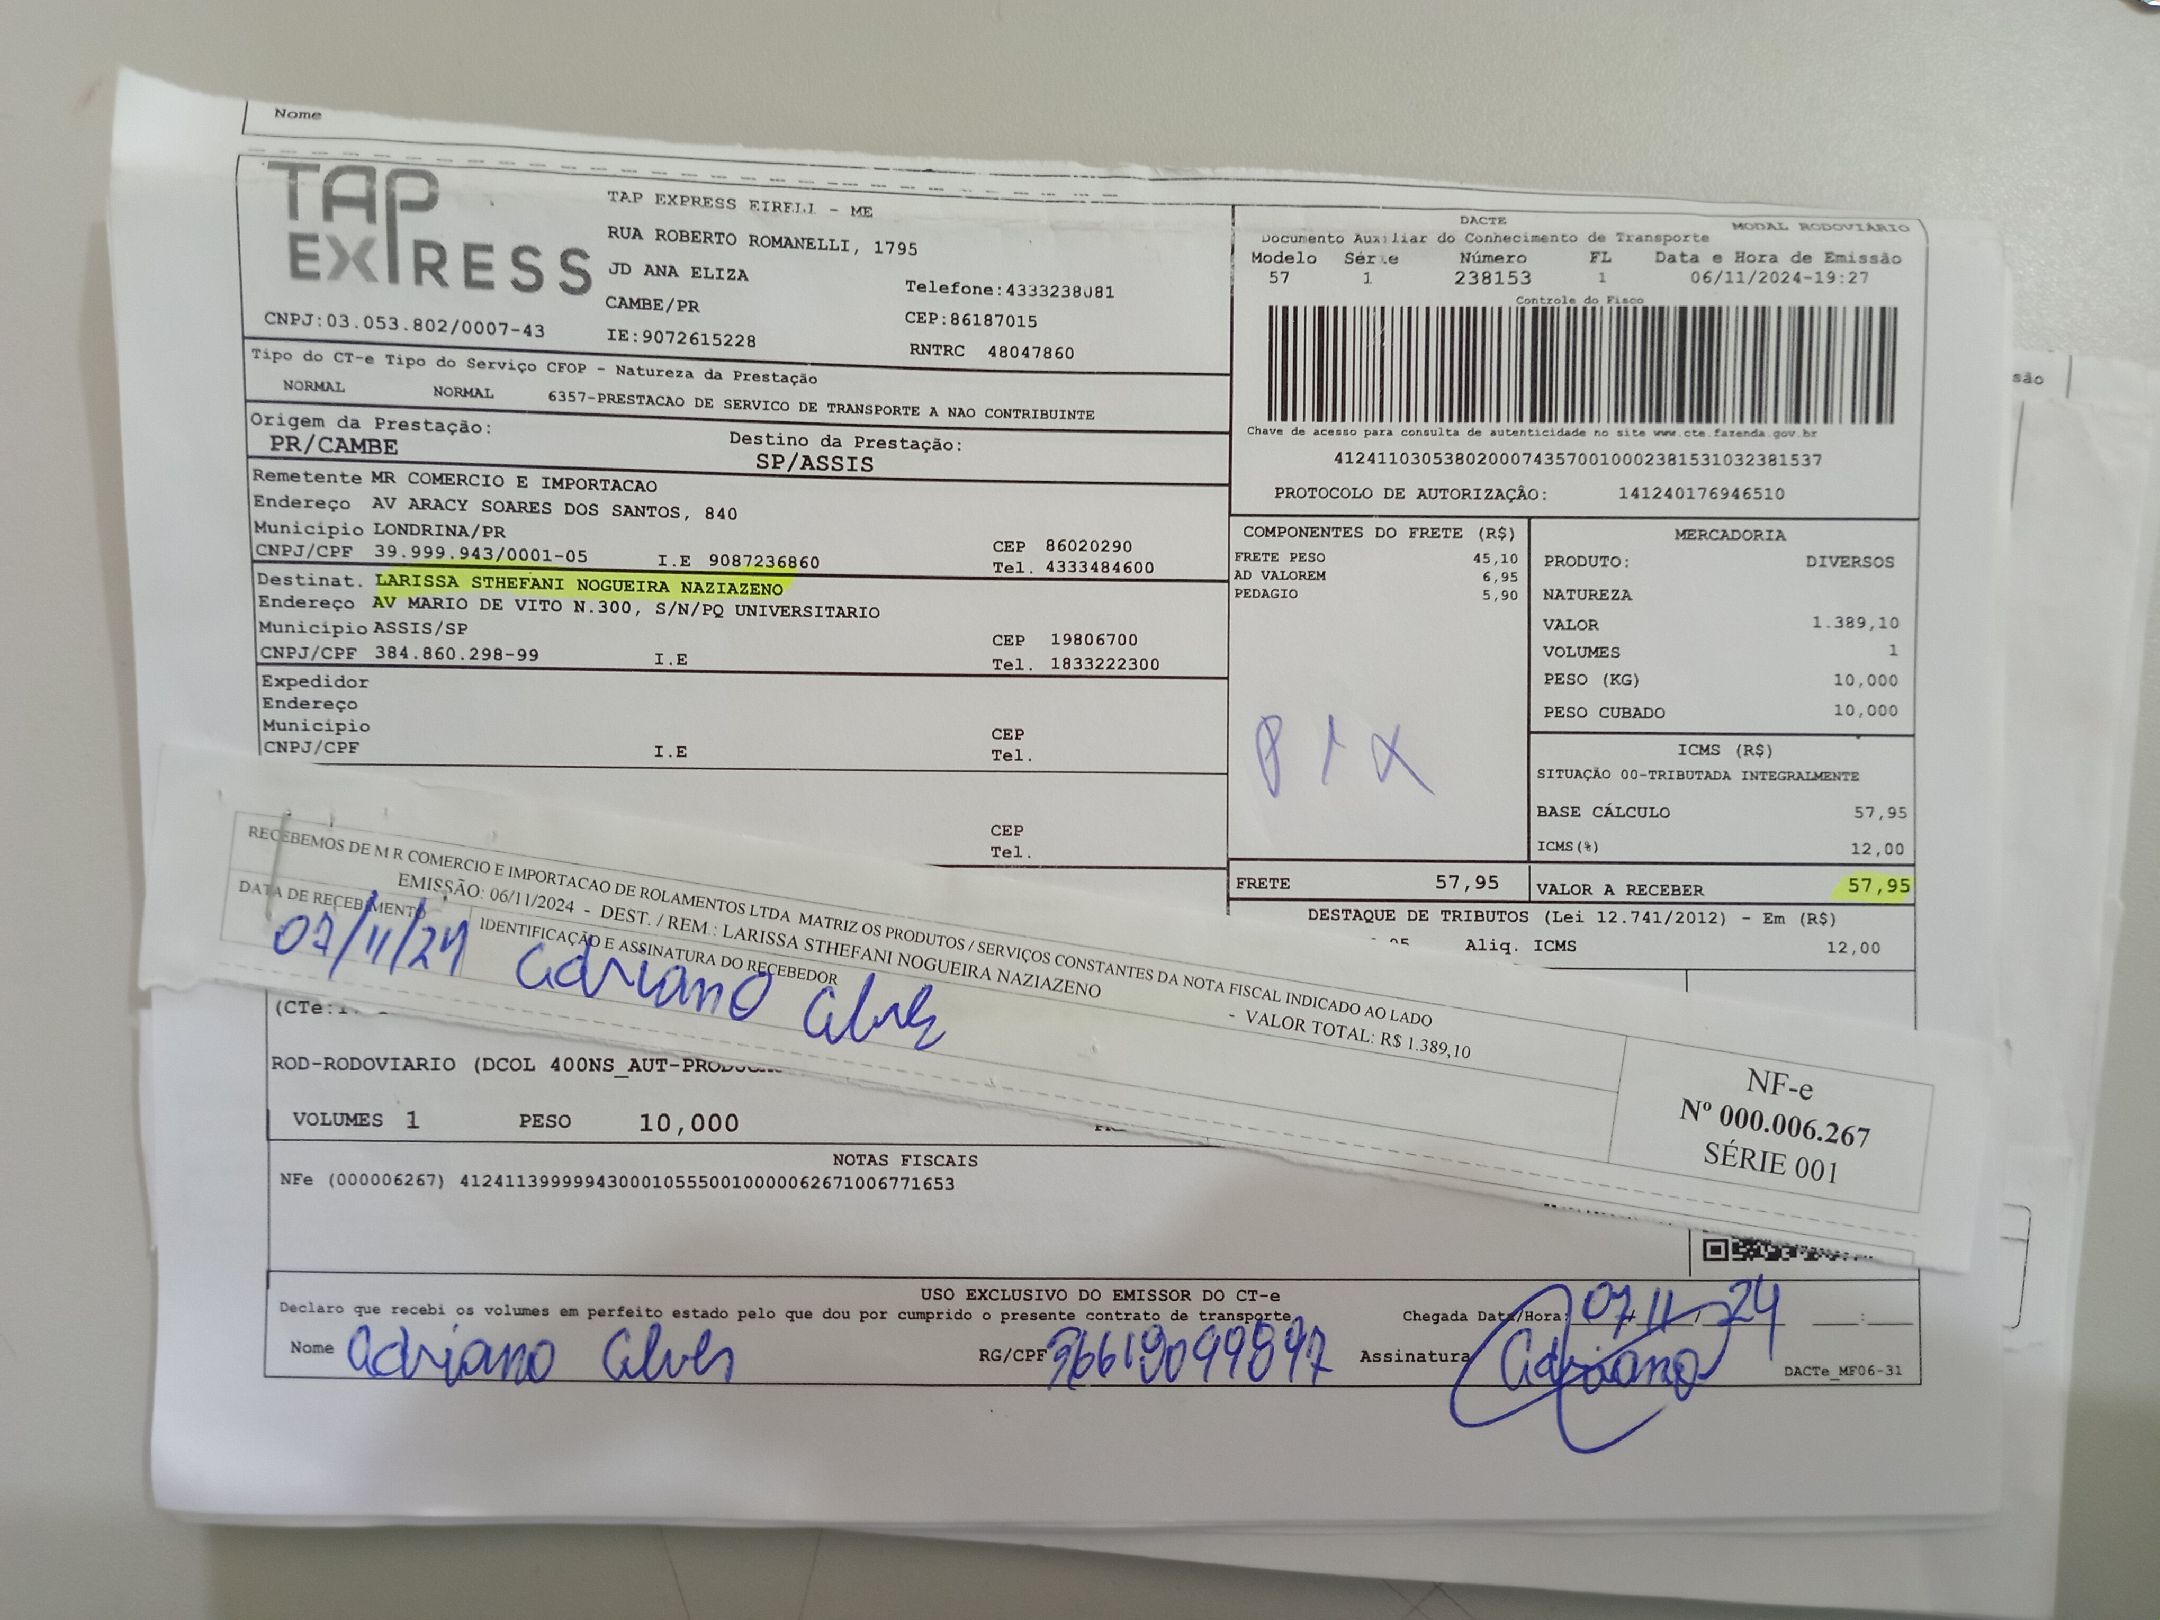 Nome
TAP
EXPRESS
TAP EXPRESS EIRELI - ME
RUA ROBERTO ROMANELLI, 1795
JD ANA ELIZA
Telefone:4333238081
CAMBE/PR
CEP:86187015
CNPJ:03.053.802/0007-43
IE:9072615228
RNTRC 48047860
DACTE
MODAL RODOVIÁRIO
Documento Auxiliar do Conhecimento de Transporte
Modelo Série Número FL Data e Hora de Emissão
57 1 238153 1 06/11/2024-19:27
Controle do Fisco
Chave de acesso para consulta de autenticidade no site www.cte.fazenda.gov.br
41241103053802000743570010002381531032381537
PROTOCOLO DE AUTORIZAÇÂO: 141240176946510
são
Tipo do CT-e Tipo do Serviço CFOP - Natureza da Prestação
NORMAL NORMAL 6357-PRESTACAO DE SERVICO DE TRANSPORTE A NAO CONTRIBUINTE
Origem da Prestação: Destino da Prestação:
PR/CAMBE SP/ASSIS
Remetente MR COMERCIO E IMPORTACAO
Endereço AV ARACY SOARES DOS SANTOS, 840
Município LONDRINA/PR CEP 86020290
CNPJ/CPF 39.999.943/0001-05 I.E 9087236860 Tel. 4333484600
Destinat. LARISSA STHEFANI NOGUEIRA NAZIAZENO
Endereço AV MARIO DE VITO N.300, S/N/PQ UNIVERSITARIO
Município ASSIS/SP CEP 19806700
CNPJ/CPF 384.860.298-99 I.E Tel. 1833222300
Expedidor
Endereço
Município CEP
CNPJ/CPF I.E Tel.
CEP
Tel.
COMPONENTES DO FRETE (R$)
FRETE PESO 45,10
AD VALOREM 6,95
PEDAGIO 5,90
PIX
MERCADORIA
PRODUTO: DIVERSOS
NATUREZA
VALOR 1.389,10
VOLUMES 1
PESO (KG) 10,000
PESO CUBADO 10,000
ICMS (R$)
SITUAÇÃO 00-TRIBUTADA INTEGRALMENTE
BASE CÁLCULO 57,95
ICMS(%) 12,00
FRETE 57,95 VALOR A RECEBER 57,95
DESTAQUE DE TRIBUTOS (Lei 12.741/2012) - Em (R$)
Aliq. ICMS 12,00
RECEBEMOS DE M R COMERCIO E IMPORTACAO DE ROLAMENTOS LTDA MATRIZ OS PRODUTOS / SERVIÇOS CONSTANTES DA NOTA FISCAL INDICADO AO LADO
EMISSÃO: 06/11/2024 - DEST. / REM.: LARISSA STHEFANI NOGUEIRA NAZIAZENO - VALOR TOTAL: R$ 1.389,10
DATA DE RECEBIMENTO IDENTIFICAÇÃO E ASSINATURA DO RECEBEDOR
07/11/24 Adriano Alves
NF-e
Nº 000.006.267
SÉRIE 001
(CTe:
ROD-RODOVIARIO (DCOL 400NS_AUT-PRODUCAO
VOLUMES 1 PESO 10,000
NOTAS FISCAIS
NFe (000006267) 41241139999943000105550010000062671006771653
USO EXCLUSIVO DO EMISSOR DO CT-e
Declaro que recebi os volumes em perfeito estado pelo que dou por cumprido o presente contrato de transporte. Chegada Data/Hora: 07/11/24 __:__
Nome Adriano Alves RG/CPF Assinatura Adriano DACTe_MF06-31